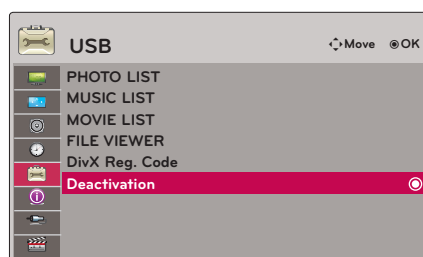 USB
Move OK
PHOTO LIST
MUSIC LIST
MOVIE LIST
FILE VIEWER
DivX Reg. Code
Deactivation